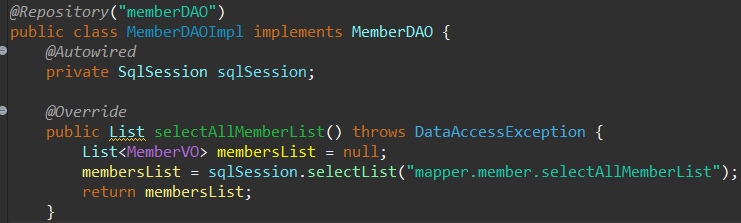 @Repository("memberDAO")
public class MemberDAOImpl implements MemberDAO {
@Autowired
private SqlSession sqlSession;
@Override
public List selectAllMemberList() throws DataAccessException {
List<MemberVO> membersList = null;
membersList = sqlSession.selectList("mapper.member.selectAllMemberList");
return membersList;
}